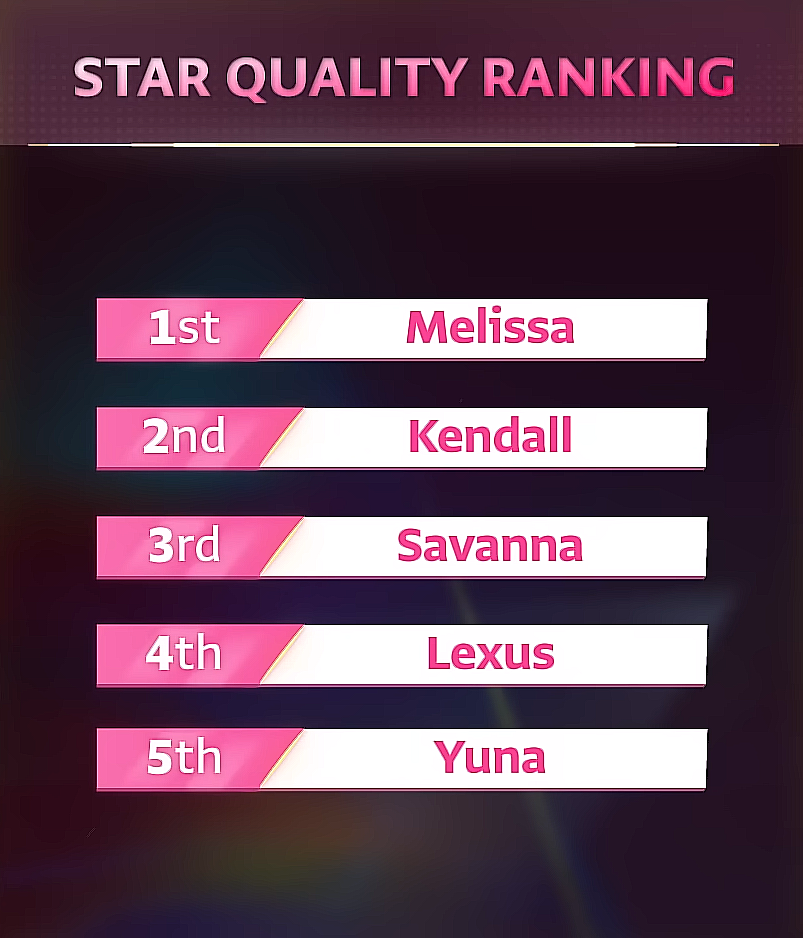 STAR QUALITY RANKING
1st Melissa
2nd Kendall
3rd Savanna
4th Lexus
5th Yuna